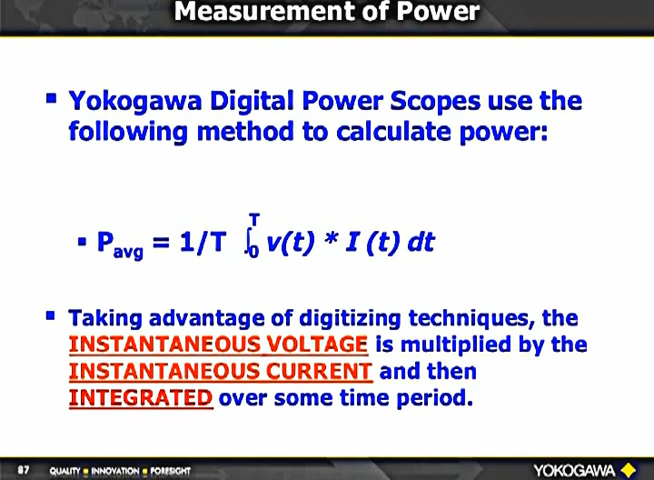 Measurement of Power
▪ Yokogawa Digital Power Scopes use the
following method to calculate power:
▪ Pavg = 1/T ∫0T v(t) * I (t) dt
▪ Taking advantage of digitizing techniques, the
INSTANTANEOUS VOLTAGE is multiplied by the
INSTANTANEOUS CURRENT and then
INTEGRATED over some time period.
87 QUALITY ▪ INNOVATION ▪ FORESIGHT YOKOGAWA